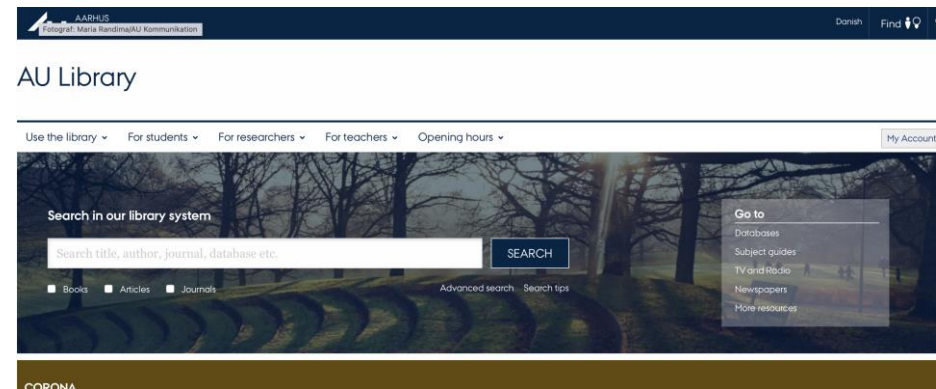 AARHUS
Fotograf: Maria Randima/AU Kommunikation
Danish
Find
AU Library
Use the library
For students
For researchers
For teachers
Opening hours
My Account
Search in our library system
Search title, author, journal, database etc.
SEARCH
Books
Articles
Journals
Advanced search
Search tips
Go to
Databases
Subject guides
TV and Radio
Newspapers
More resources
CORONA